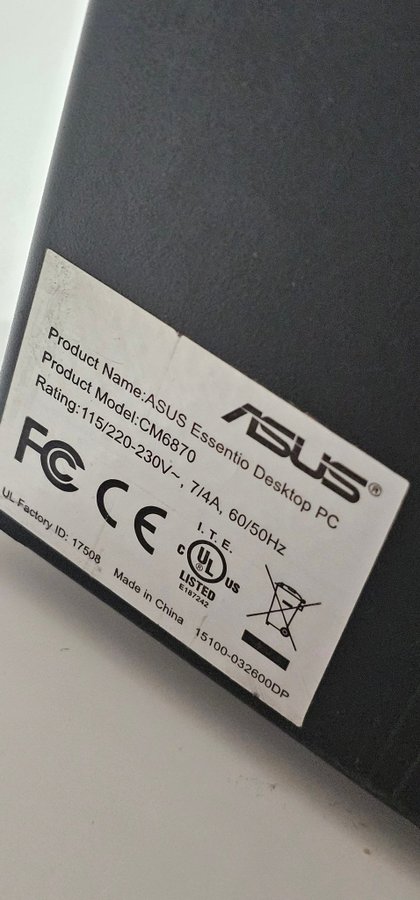 ASUS®
Product Name:ASUS Essentio Desktop PC
Product Model:CM6870
Rating:115/220-230V~, 7/4A, 60/50Hz
FC CE
I.T.E.
C UL US
LISTED
E187242
UL Factory ID: 17508
Made in China
15100-032600DP